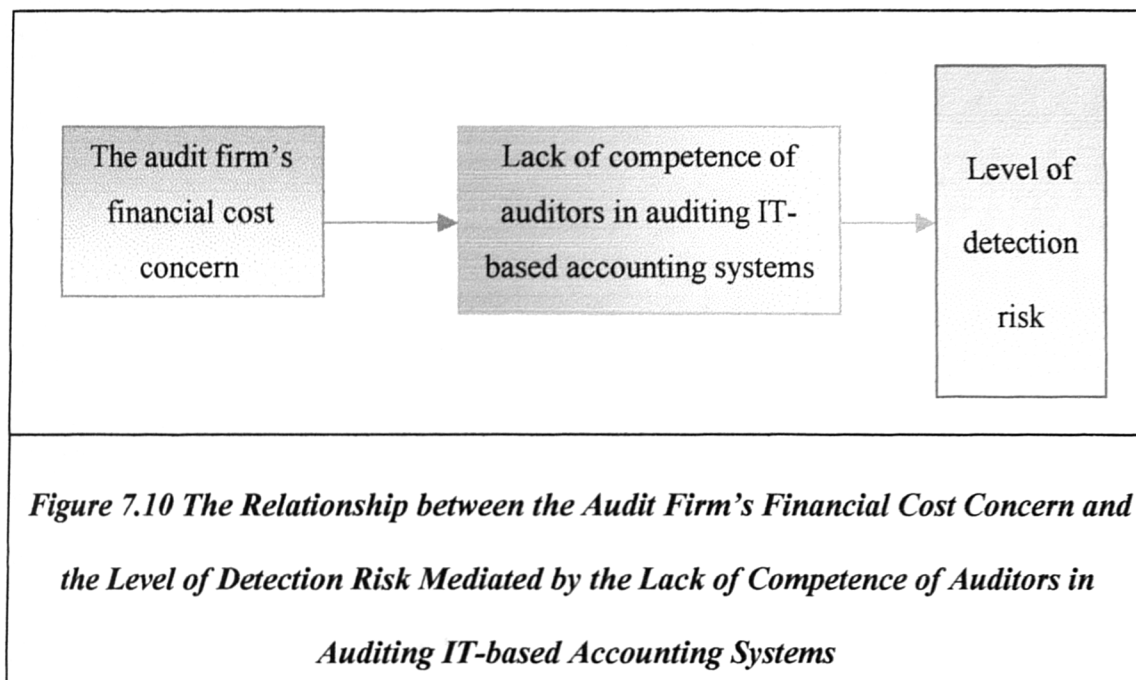 The audit firm's
financial cost
concern
Lack of competence of
auditors in auditing IT-
based accounting systems
Level of
detection
risk
Figure 7.10 The Relationship between the Audit Firm's Financial Cost Concern and
the Level of Detection Risk Mediated by the Lack of Competence of Auditors in
Auditing IT-based Accounting Systems